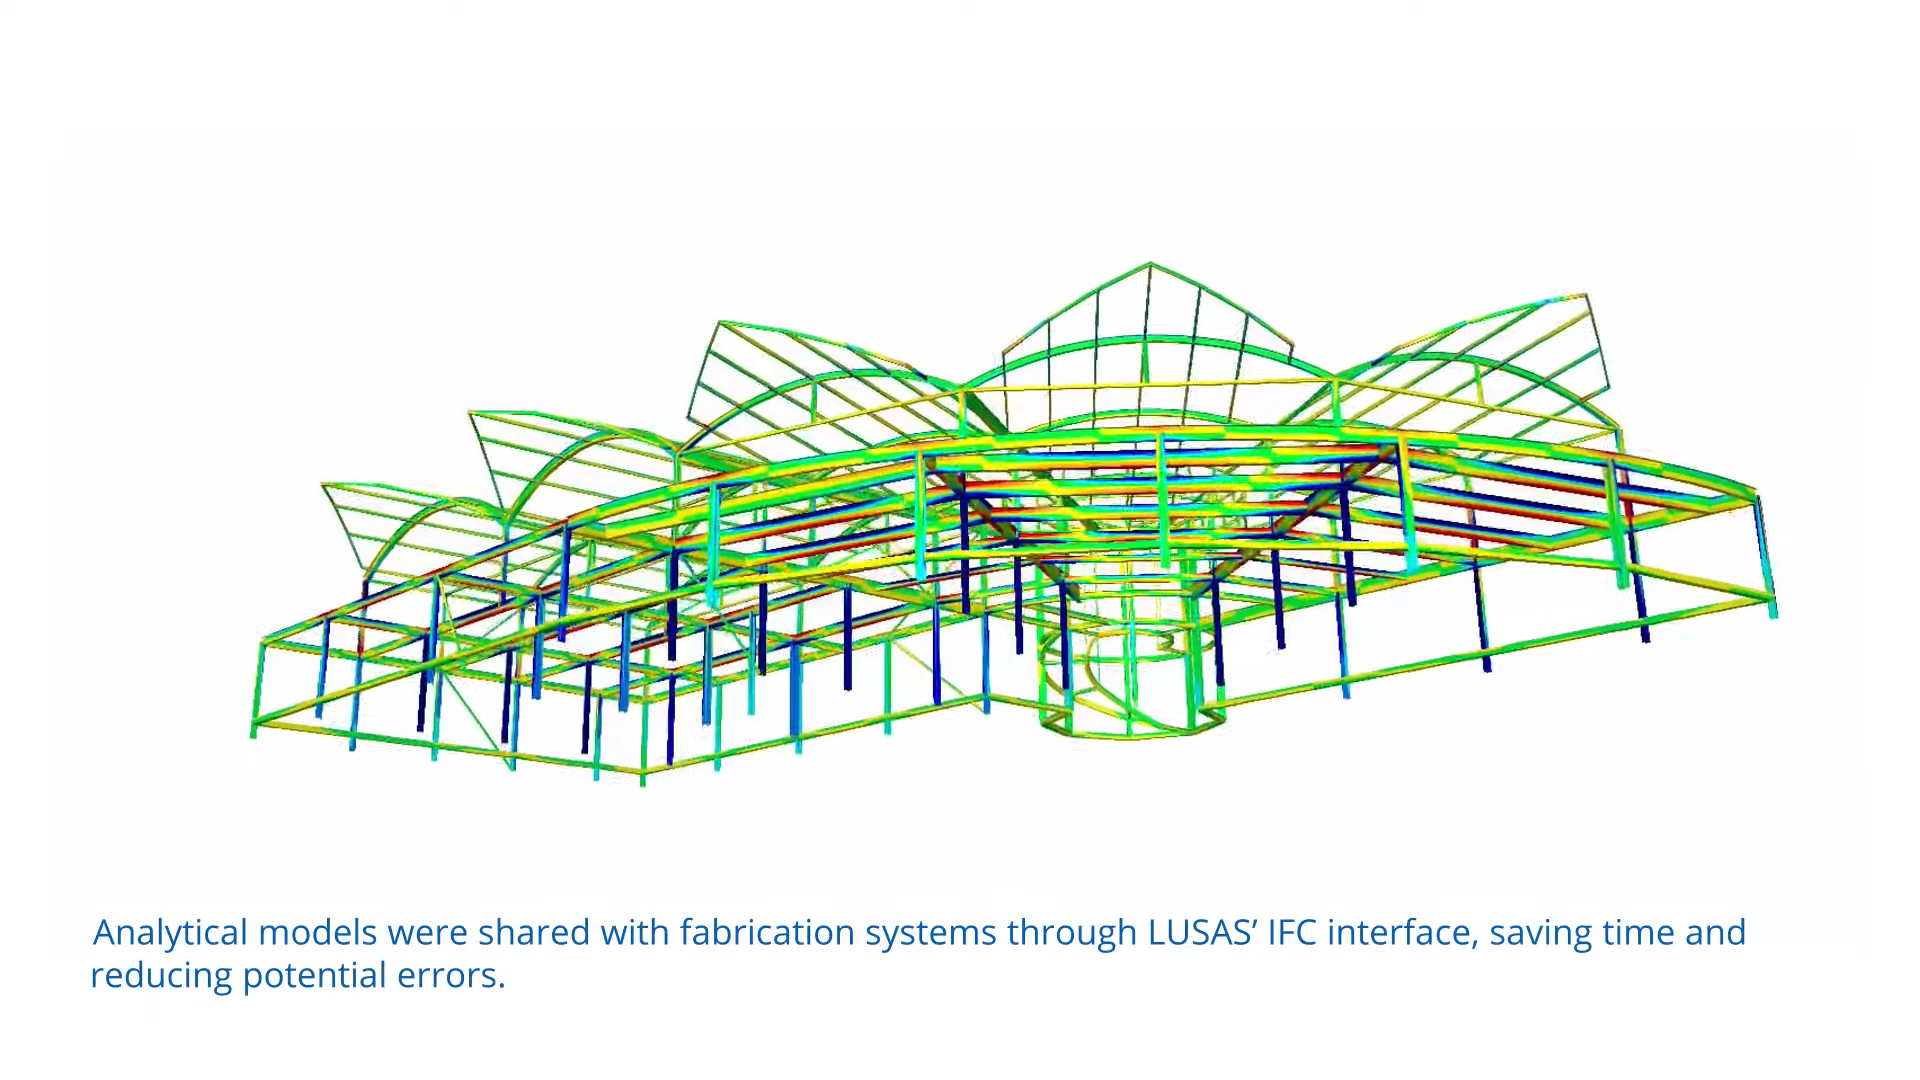 Analytical models were shared with fabrication systems through LUSAS’ IFC interface, saving time and
reducing potential errors.